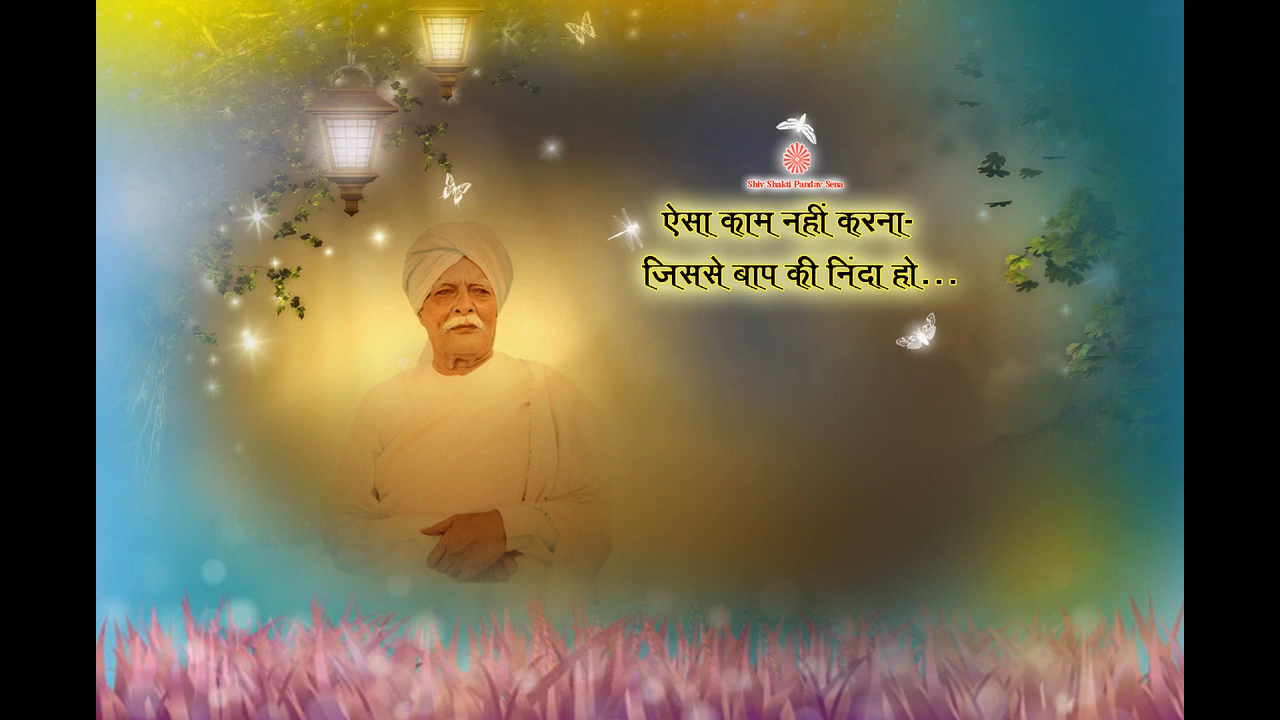 Shiv Shakti Pandav Sena
ऐसा काम नहीं करना-
जिससे बाप की निंदा हो...